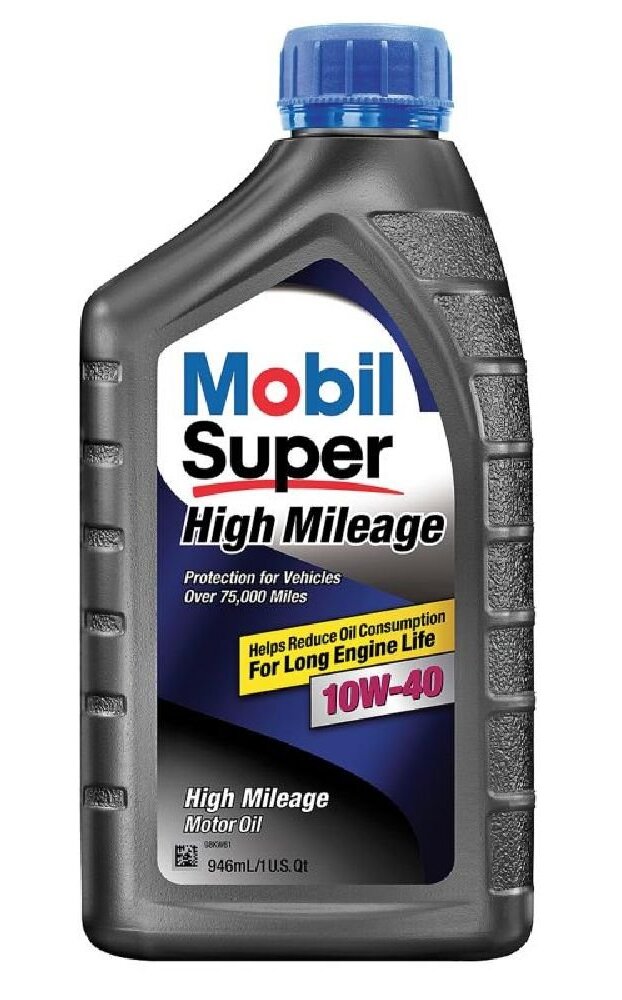 Mobil
Super
High Mileage
Protection for Vehicles
Over 75,000 Miles
Helps Reduce Oil Consumption
For Long Engine Life
10W-40
High Mileage
Motor Oil
946mL/1U.S.Qt